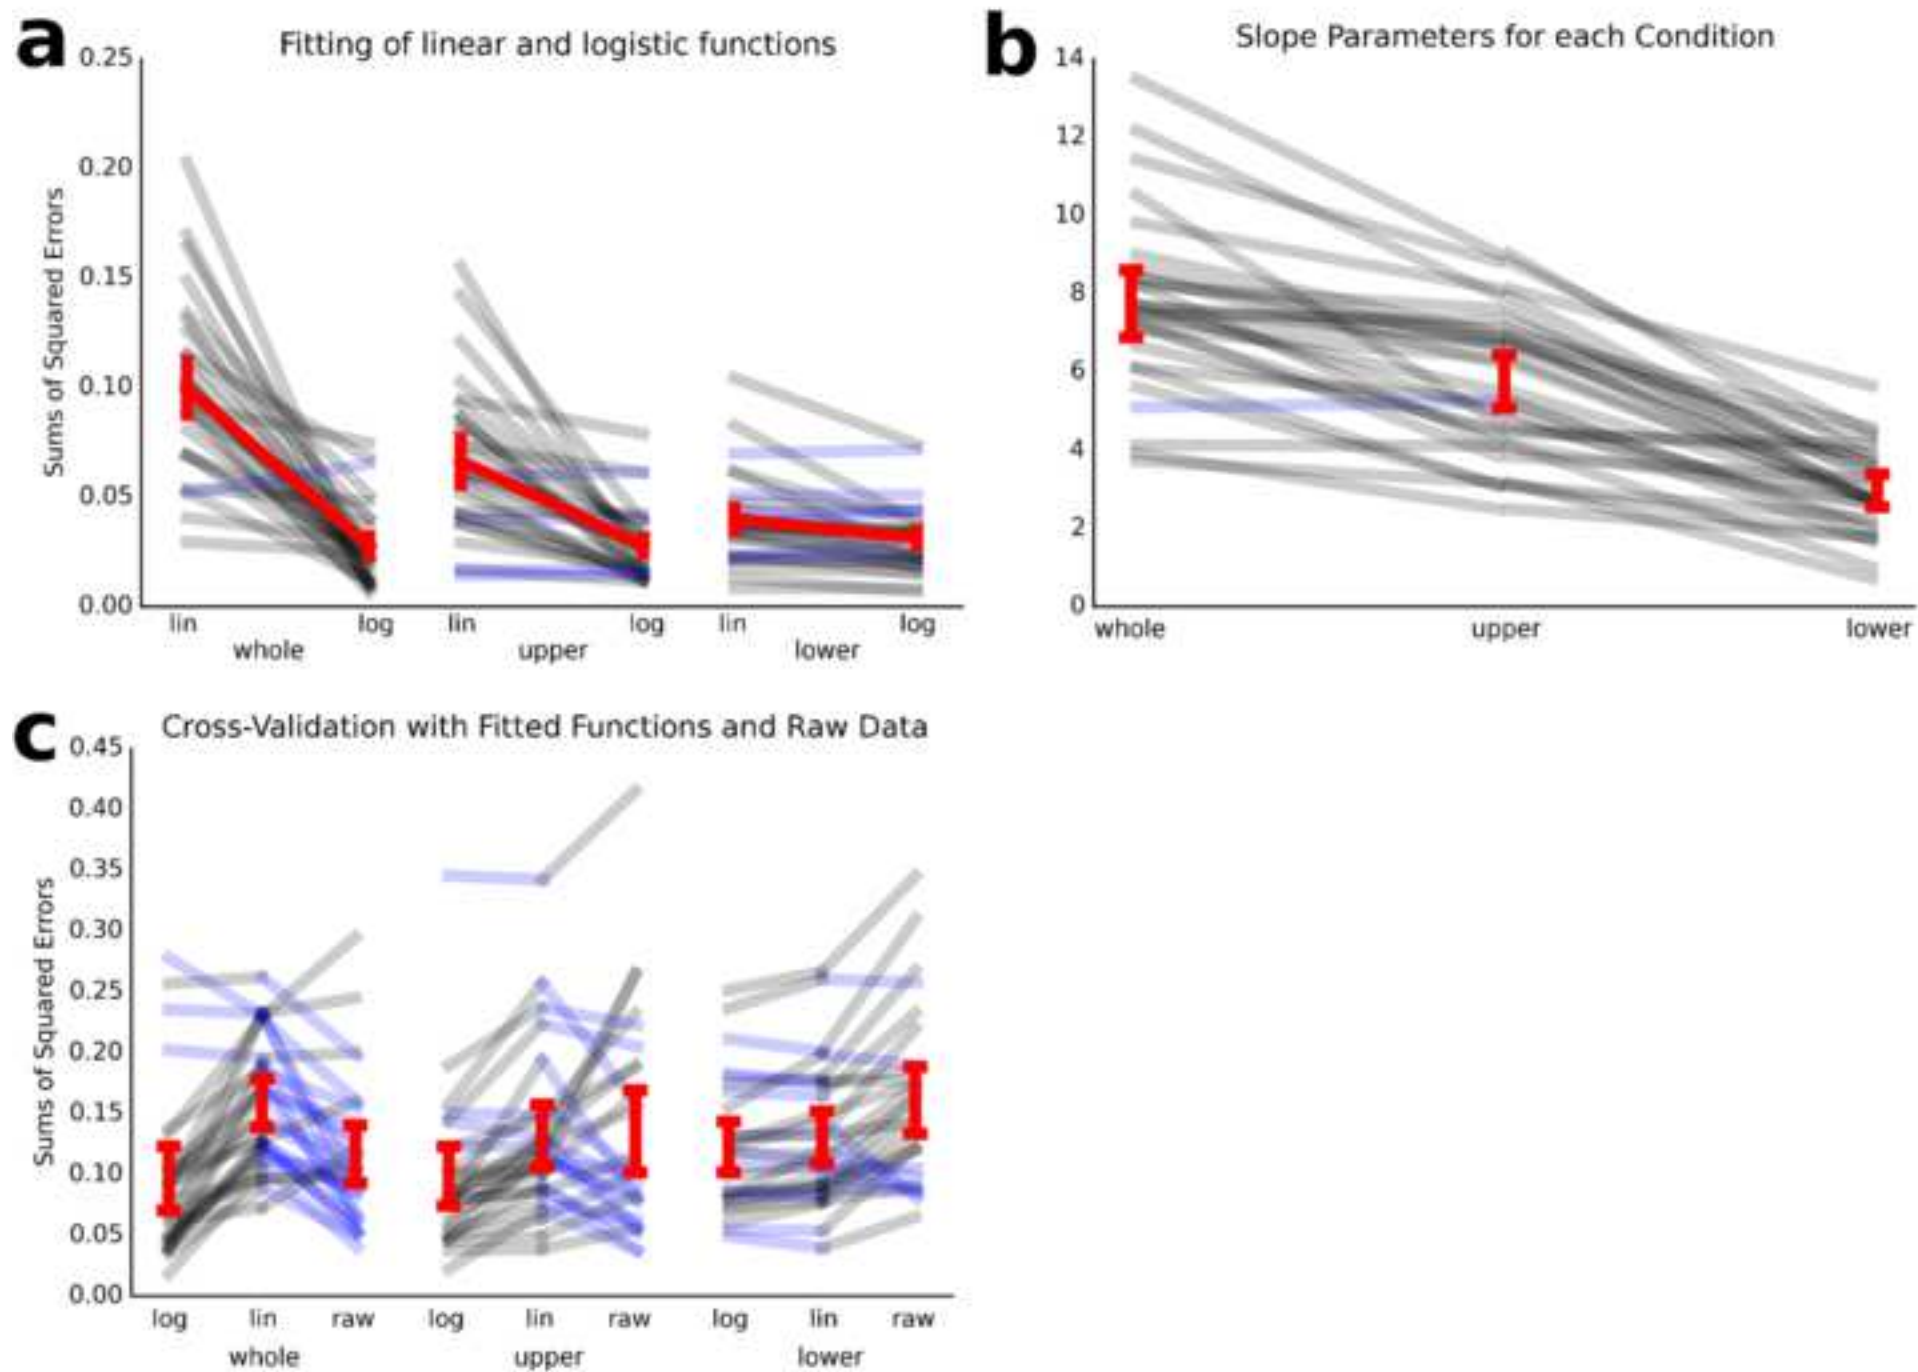 a
Fitting of linear and logistic functions
Sums of Squared Errors
0.25
0.20
0.15
0.10
0.05
0.00
lin log lin log lin log
whole upper lower
b
Slope Parameters for each Condition
14
12
10
8
6
4
2
0
whole upper lower
c
Cross-Validation with Fitted Functions and Raw Data
Sums of Squared Errors
0.45
0.40
0.35
0.30
0.25
0.20
0.15
0.10
0.05
0.00
log lin raw log lin raw log lin raw
whole upper lower